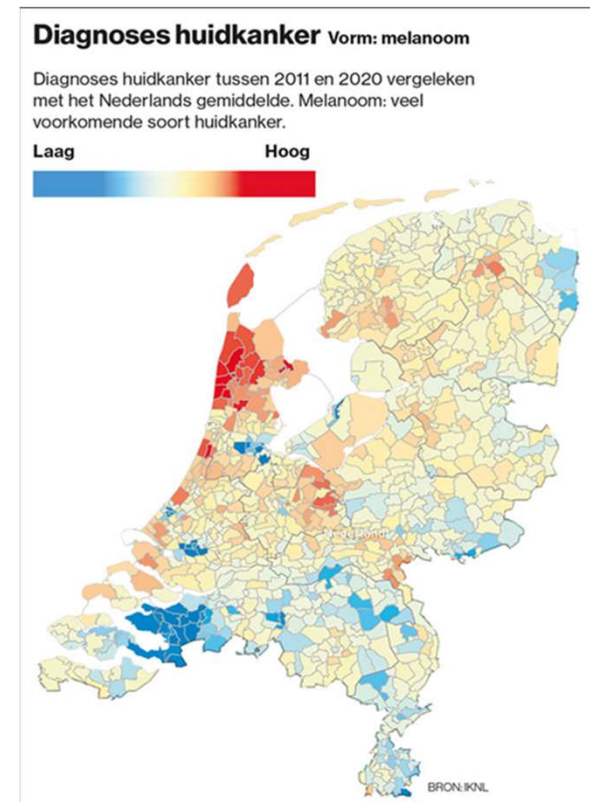 Diagnoses huidkanker Vorm: melanoom
Diagnoses huidkanker tussen 2011 en 2020 vergeleken
met het Nederlands gemiddelde. Melanoom: veel
voorkomende soort huidkanker.
Laag Hoog
Nederland
BRON: IKNL